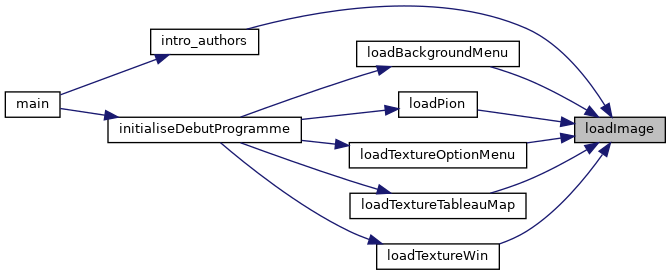 intro_authors
loadBackgroundMenu
main
loadPion
initialiseDebutProgramme
loadImage
loadTextureOptionMenu
loadTextureTableauMap
loadTextureWin